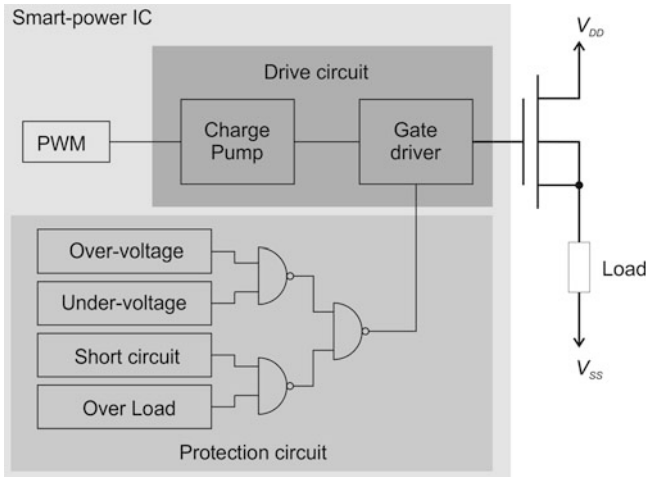 Smart-power IC
Drive circuit
PWM
Charge
Pump
Gate
driver
V_DD
Over-voltage
Under-voltage
Short circuit
Over Load
Load
V_SS
Protection circuit